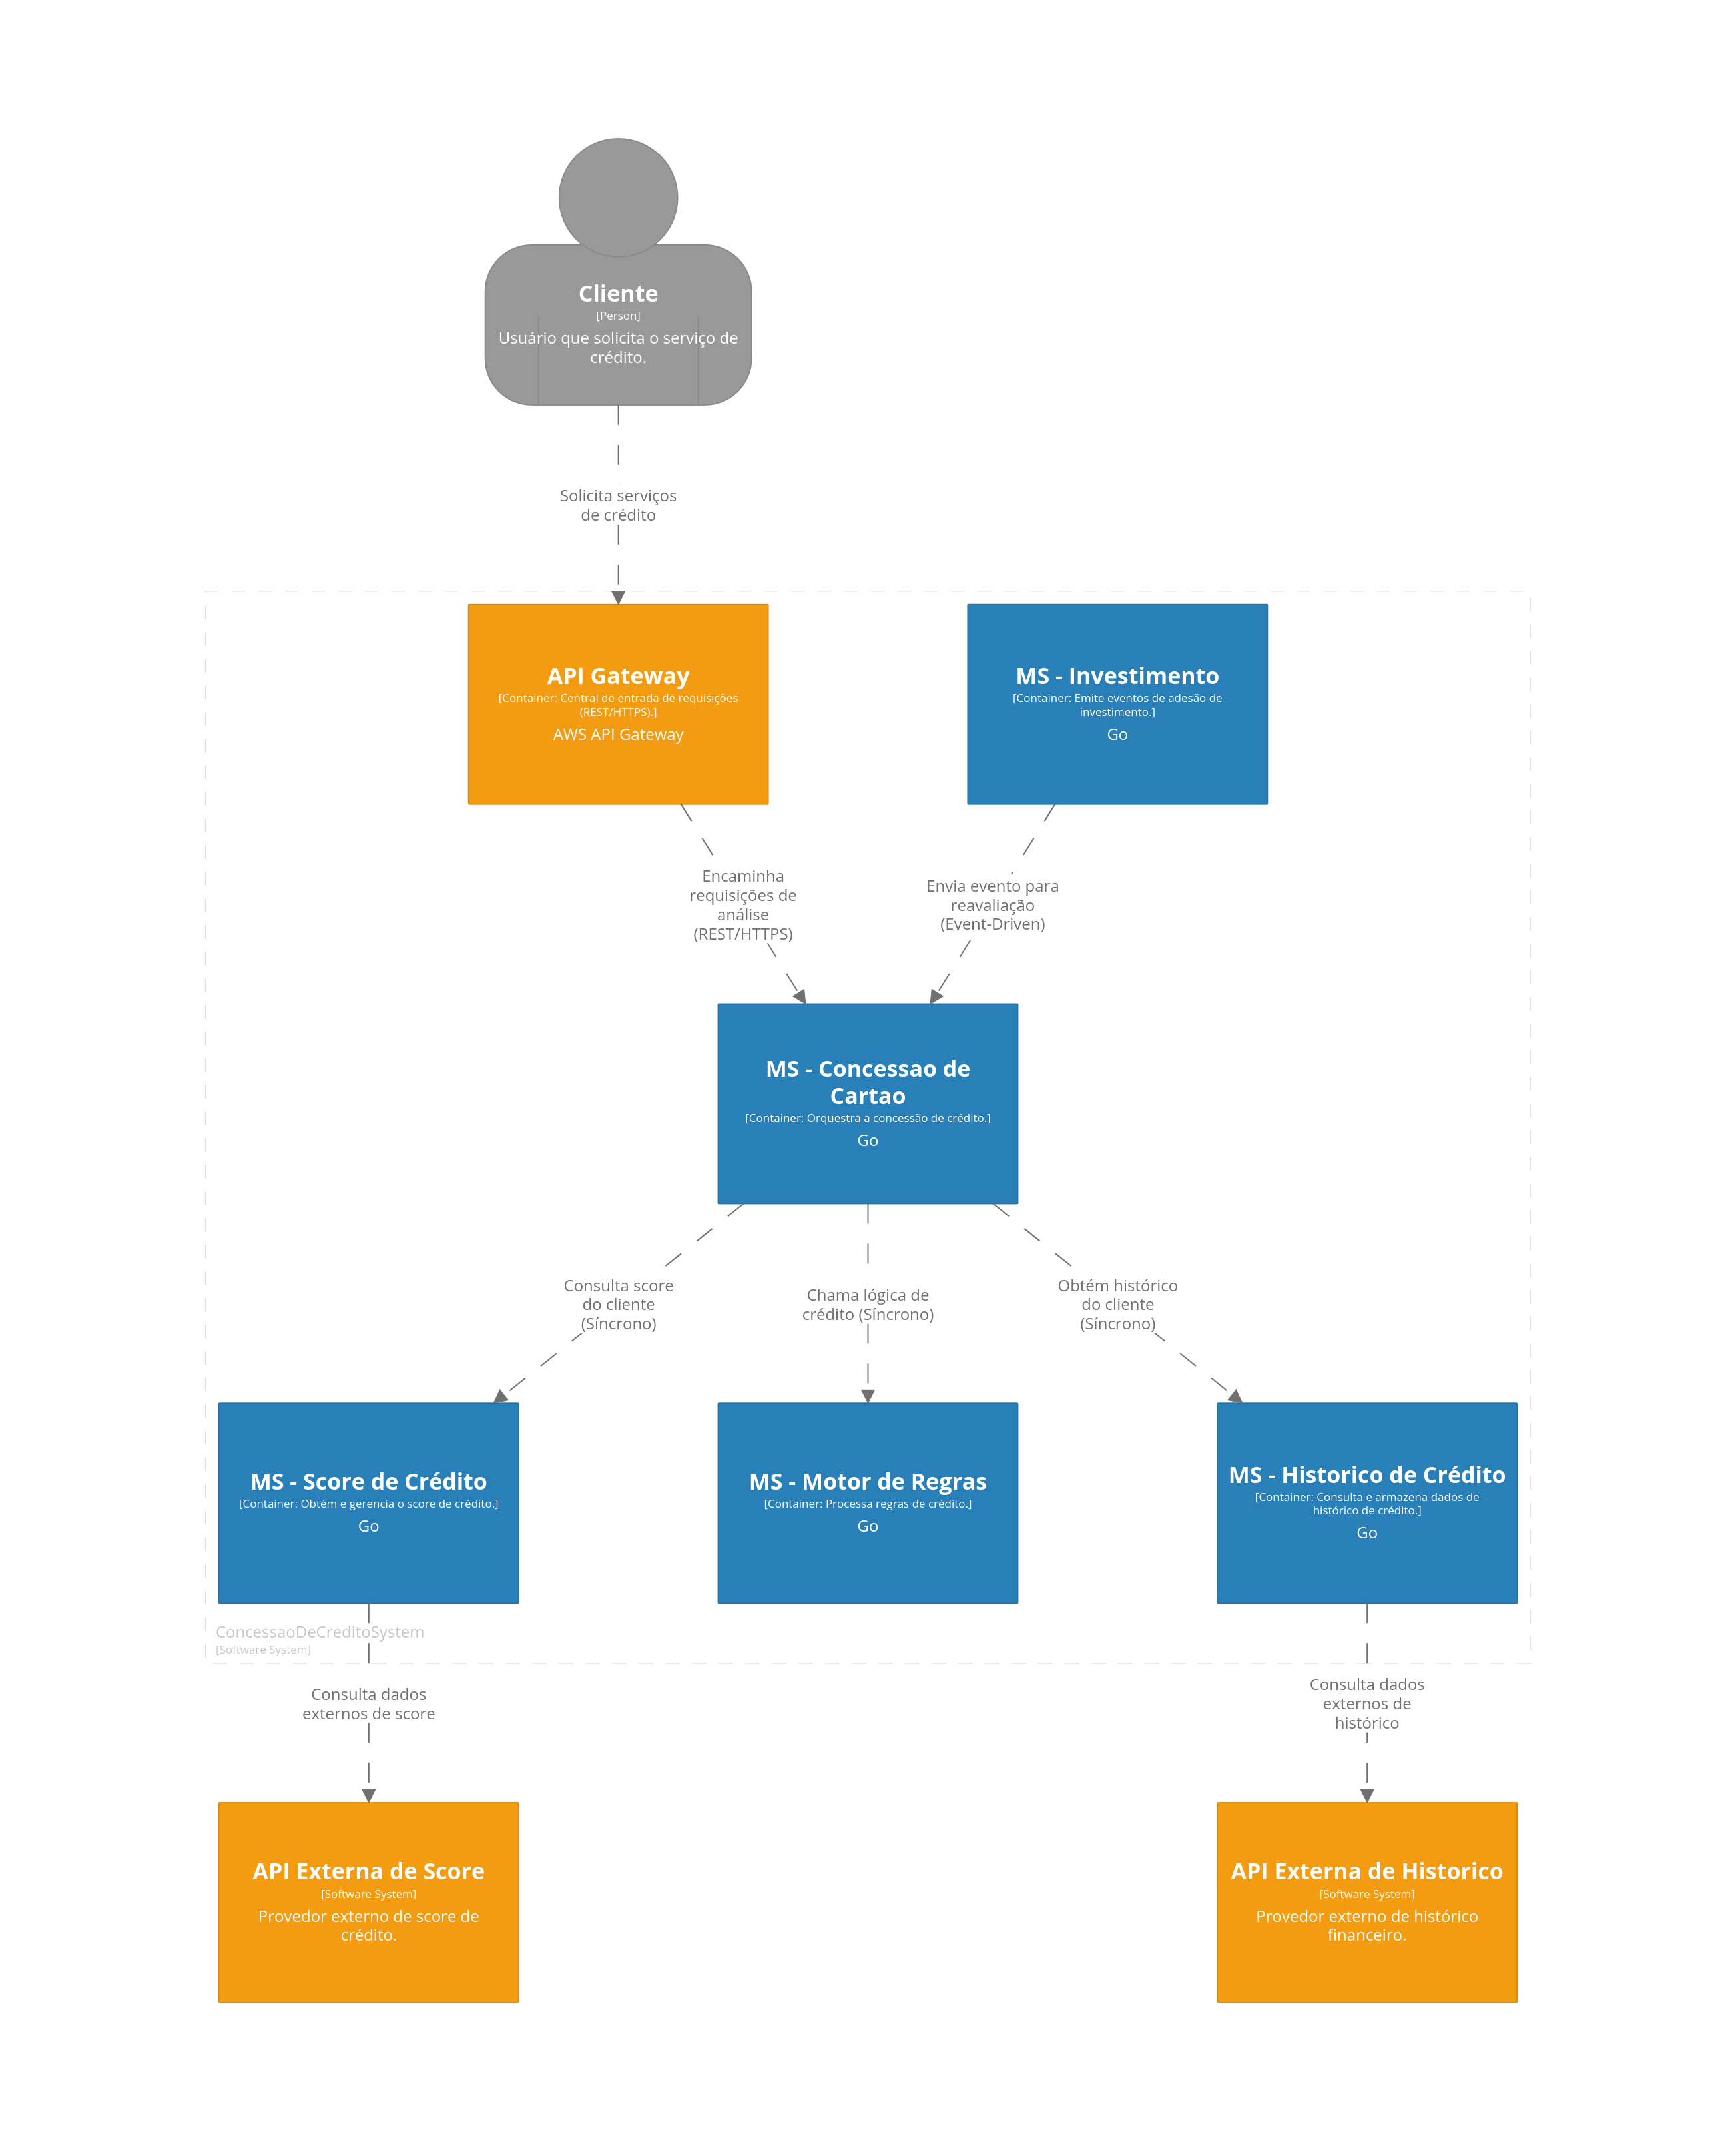 Cliente
[Person]
Usuário que solicita o serviço de
crédito.
Solicita serviços
de crédito
API Gateway
[Container: Central de entrada de requisições
(REST/HTTPS).]
AWS API Gateway
MS - Investimento
[Container: Emite eventos de adesão de
investimento.]
Go
Encaminha
requisições de
análise
(REST/HTTPS)
Envia evento para
reavaliação
(Event-Driven)
MS - Concessao de
Cartao
[Container: Orquestra a concessão de crédito.]
Go
Consulta score
do cliente
(Síncrono)
Chama lógica de
crédito (Síncrono)
Obtém histórico
do cliente
(Síncrono)
MS - Score de Crédito
[Container: Obtém e gerencia o score de crédito.]
Go
MS - Motor de Regras
[Container: Processa regras de crédito.]
Go
MS - Historico de Crédito
[Container: Consulta e armazena dados de
histórico de crédito.]
Go
ConcessaoDeCreditoSystem
[Software System]
Consulta dados
externos de score
Consulta dados
externos de
histórico
API Externa de Score
[Software System]
Provedor externo de score de
crédito.
API Externa de Historico
[Software System]
Provedor externo de histórico
financeiro.